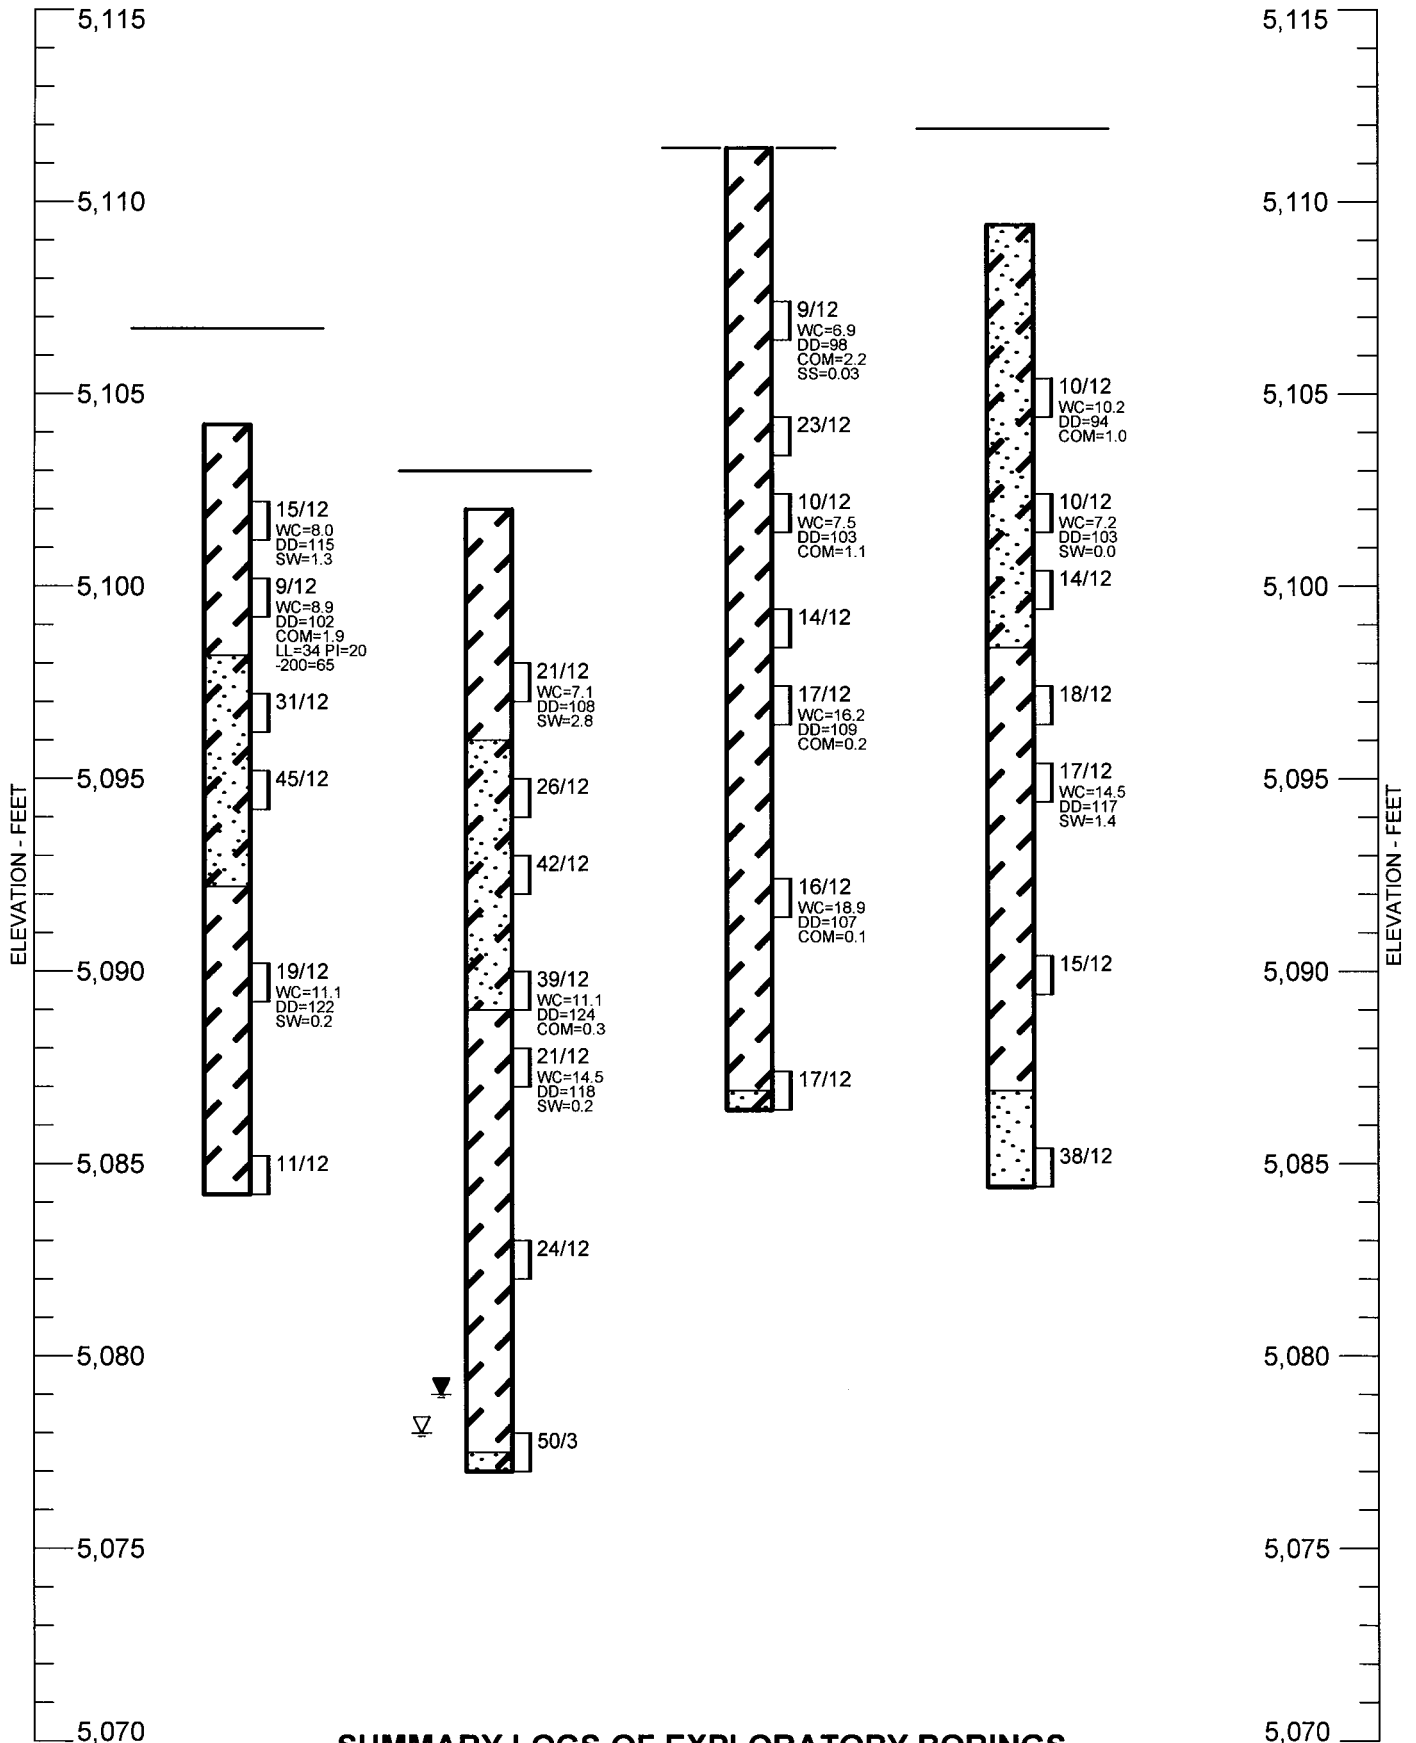 5,115
5,110
5,105
5,100
5,095
5,090
5,085
5,080
5,075
5,070
ELEVATION - FEET
15/12
WC=8.0
DD=115
SW=1.3
9/12
WC=8.9
DD=102
COM=1.9
LL=34 PI=20
-200=65
31/12
45/12
19/12
WC=11.1
DD=122
SW=0.2
11/12
21/12
WC=7.1
DD=108
SW=2.8
26/12
42/12
39/12
WC=11.1
DD=124
COM=0.3
21/12
WC=14.5
DD=118
SW=0.2
24/12
50/3
9/12
WC=6.9
DD=98
COM=2.2
SS=0.03
23/12
10/12
WC=7.5
DD=103
COM=1.1
14/12
17/12
WC=16.2
DD=109
COM=0.2
16/12
WC=18.9
DD=107
COM=0.1
17/12
10/12
WC=10.2
DD=94
COM=1.0
10/12
WC=7.2
DD=103
SW=0.0
14/12
18/12
17/12
WC=14.5
DD=117
SW=1.4
15/12
38/12
5,115
5,110
5,105
5,100
5,095
5,090
5,085
5,080
5,075
5,070
ELEVATION - FEET
SUMMARY LOGS OF EXPLORATORY BORINGS